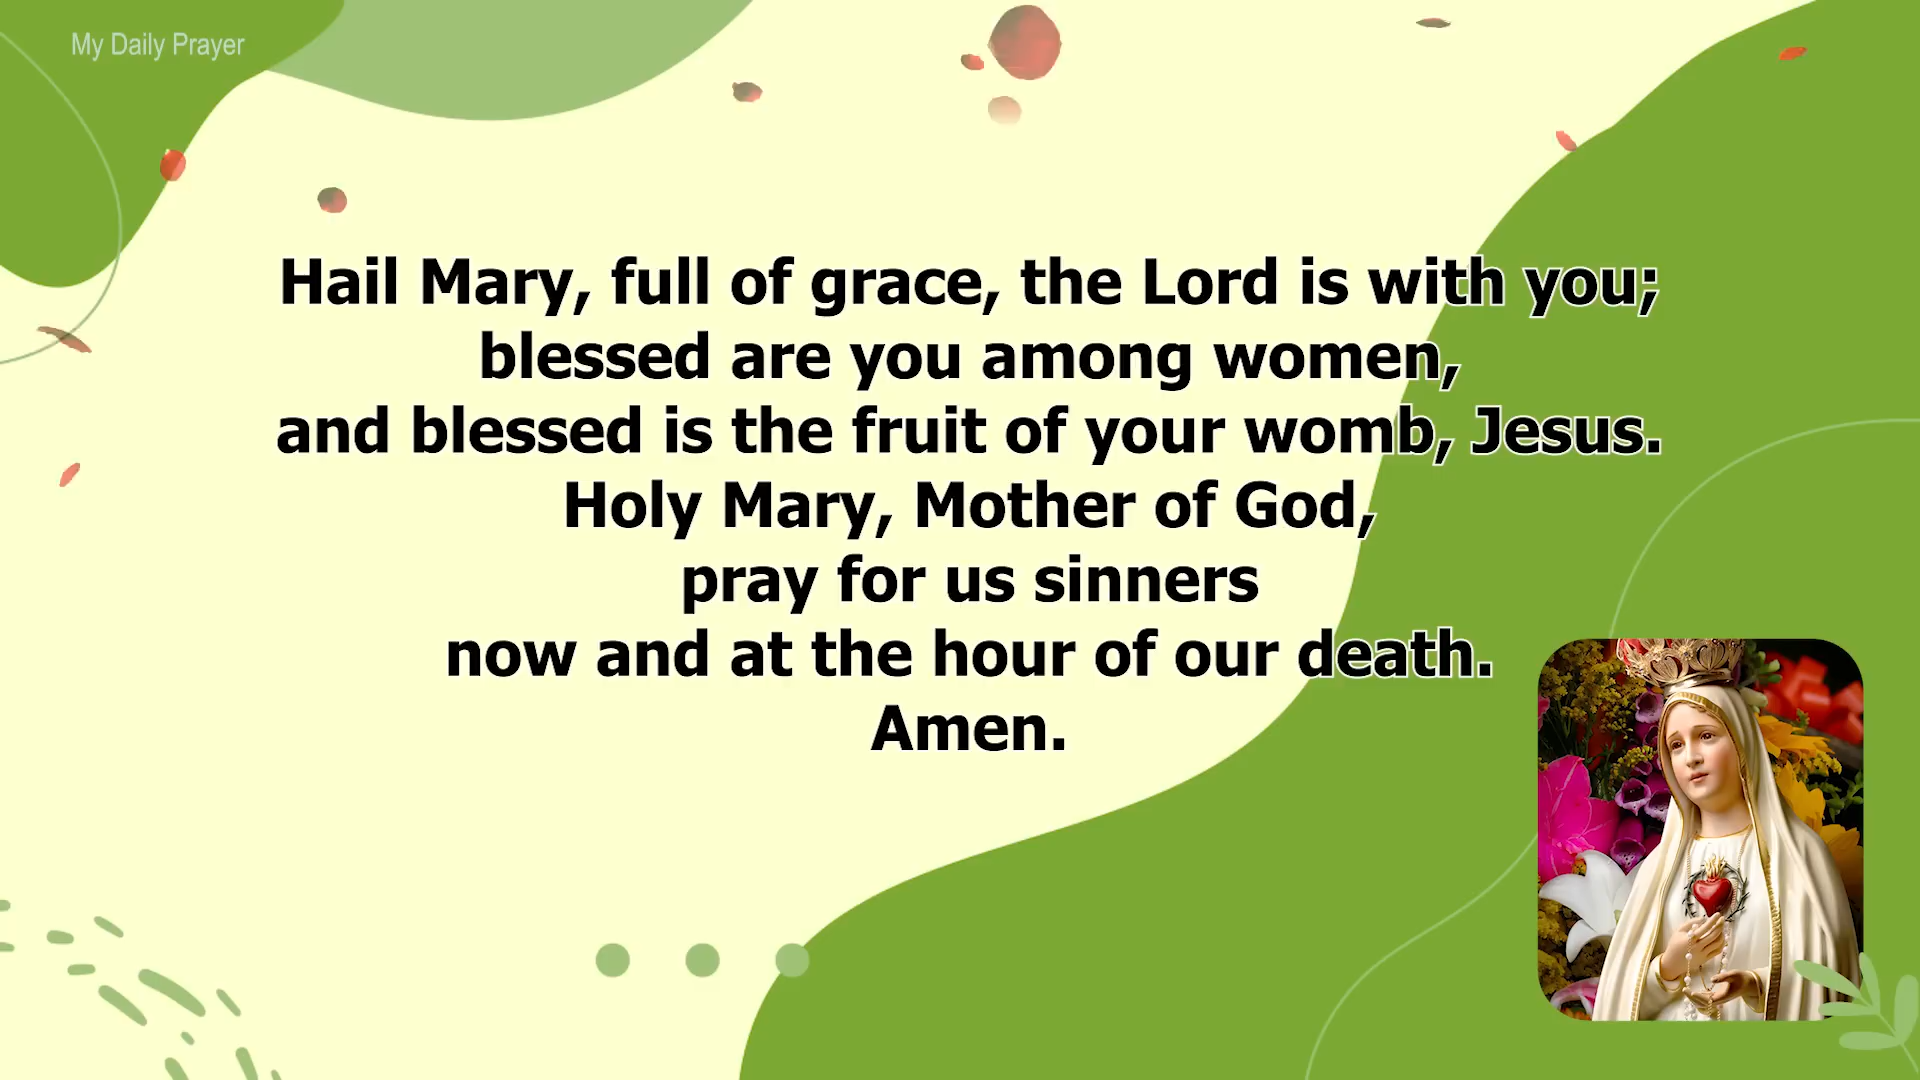 My Daily Prayer
Hail Mary, full of grace, the Lord is with you;
blessed are you among women,
and blessed is the fruit of your womb, Jesus.
Holy Mary, Mother of God,
pray for us sinners
now and at the hour of our death.
Amen.